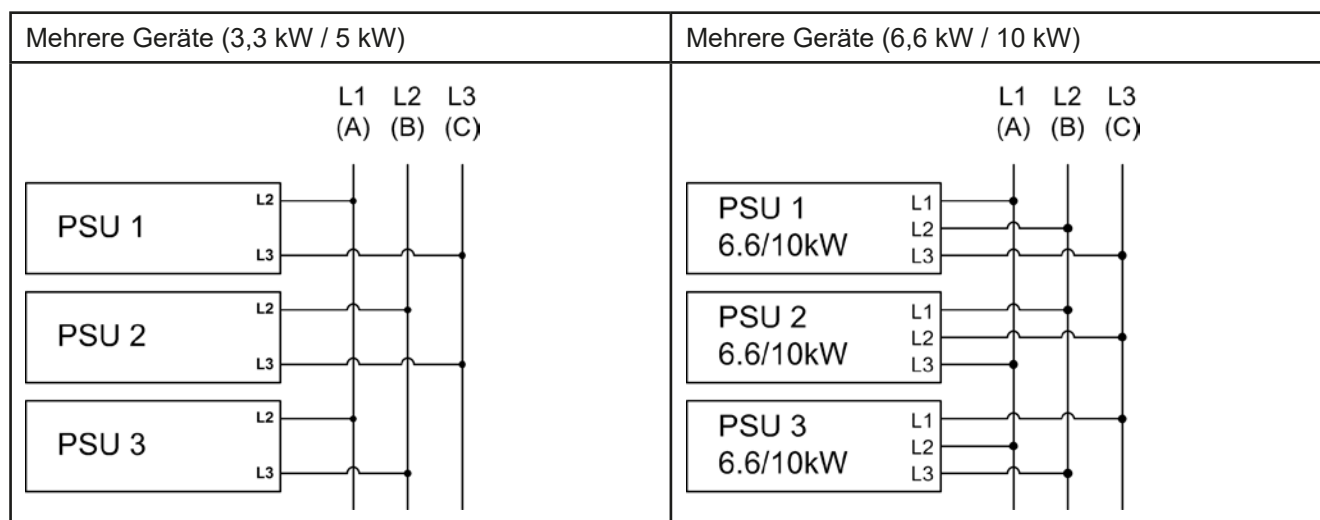 Mehrere Geräte (3,3 kW / 5 kW)
L1 L2 L3
(A) (B) (C)
L2
PSU 1
L3
L2
PSU 2
L3
L2
PSU 3
L3
Mehrere Geräte (6,6 kW / 10 kW)
L1 L2 L3
(A) (B) (C)
PSU 1
6.6/10kW
L1
L2
L3
PSU 2
6.6/10kW
L1
L2
L3
PSU 3
6.6/10kW
L1
L2
L3